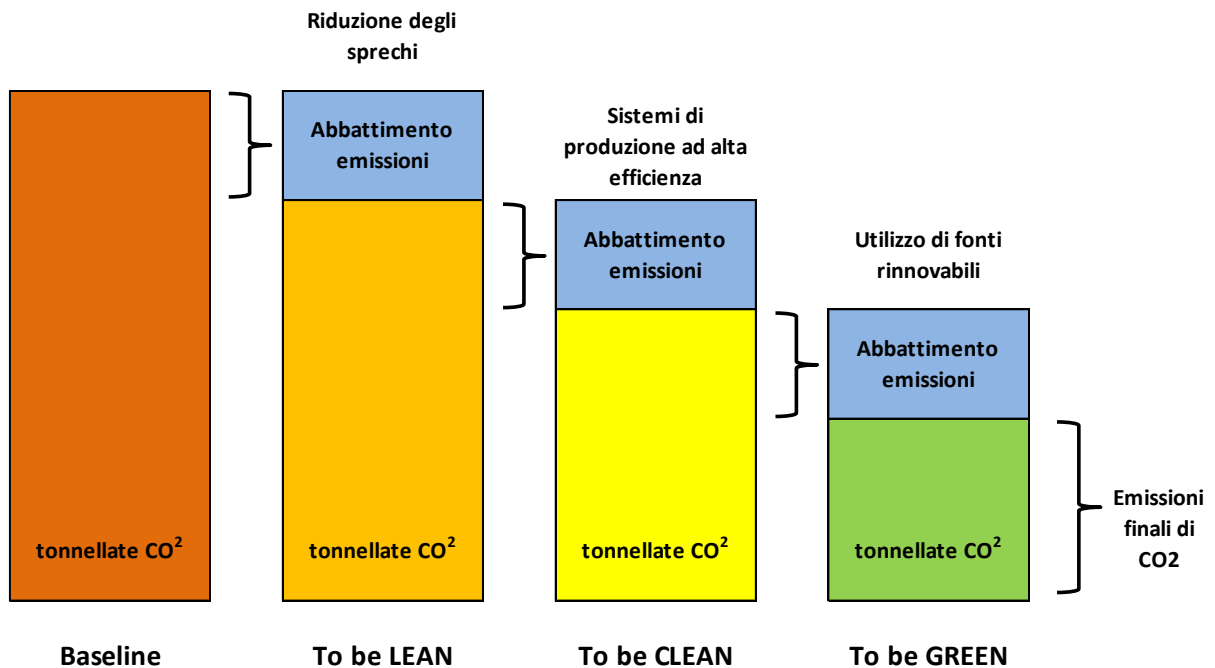 Riduzione degli
sprechi
Abbattimento
emissioni
Sistemi di
produzione ad alta
efficienza
Abbattimento
emissioni
Utilizzo di fonti
rinnovabili
Abbattimento
emissioni
Emissioni
finali di
CO2
tonnellate CO²
tonnellate CO²
tonnellate CO²
tonnellate CO²
Baseline
To be LEAN
To be CLEAN
To be GREEN